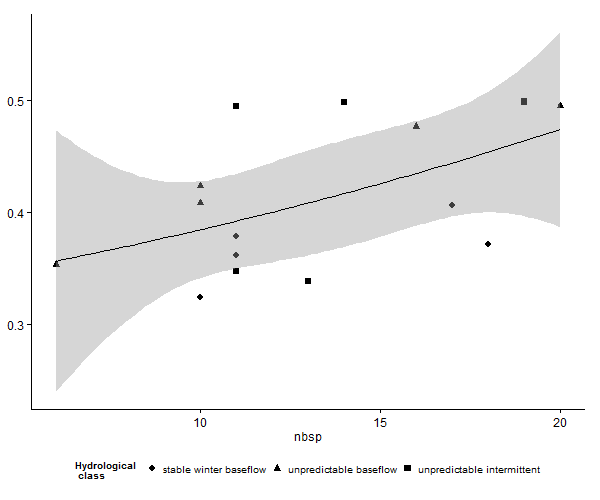 0.5
0.4
0.3
10 15 20
nbsp
Hydrological
class
stable winter baseflow unpredictable baseflow unpredictable intermittent